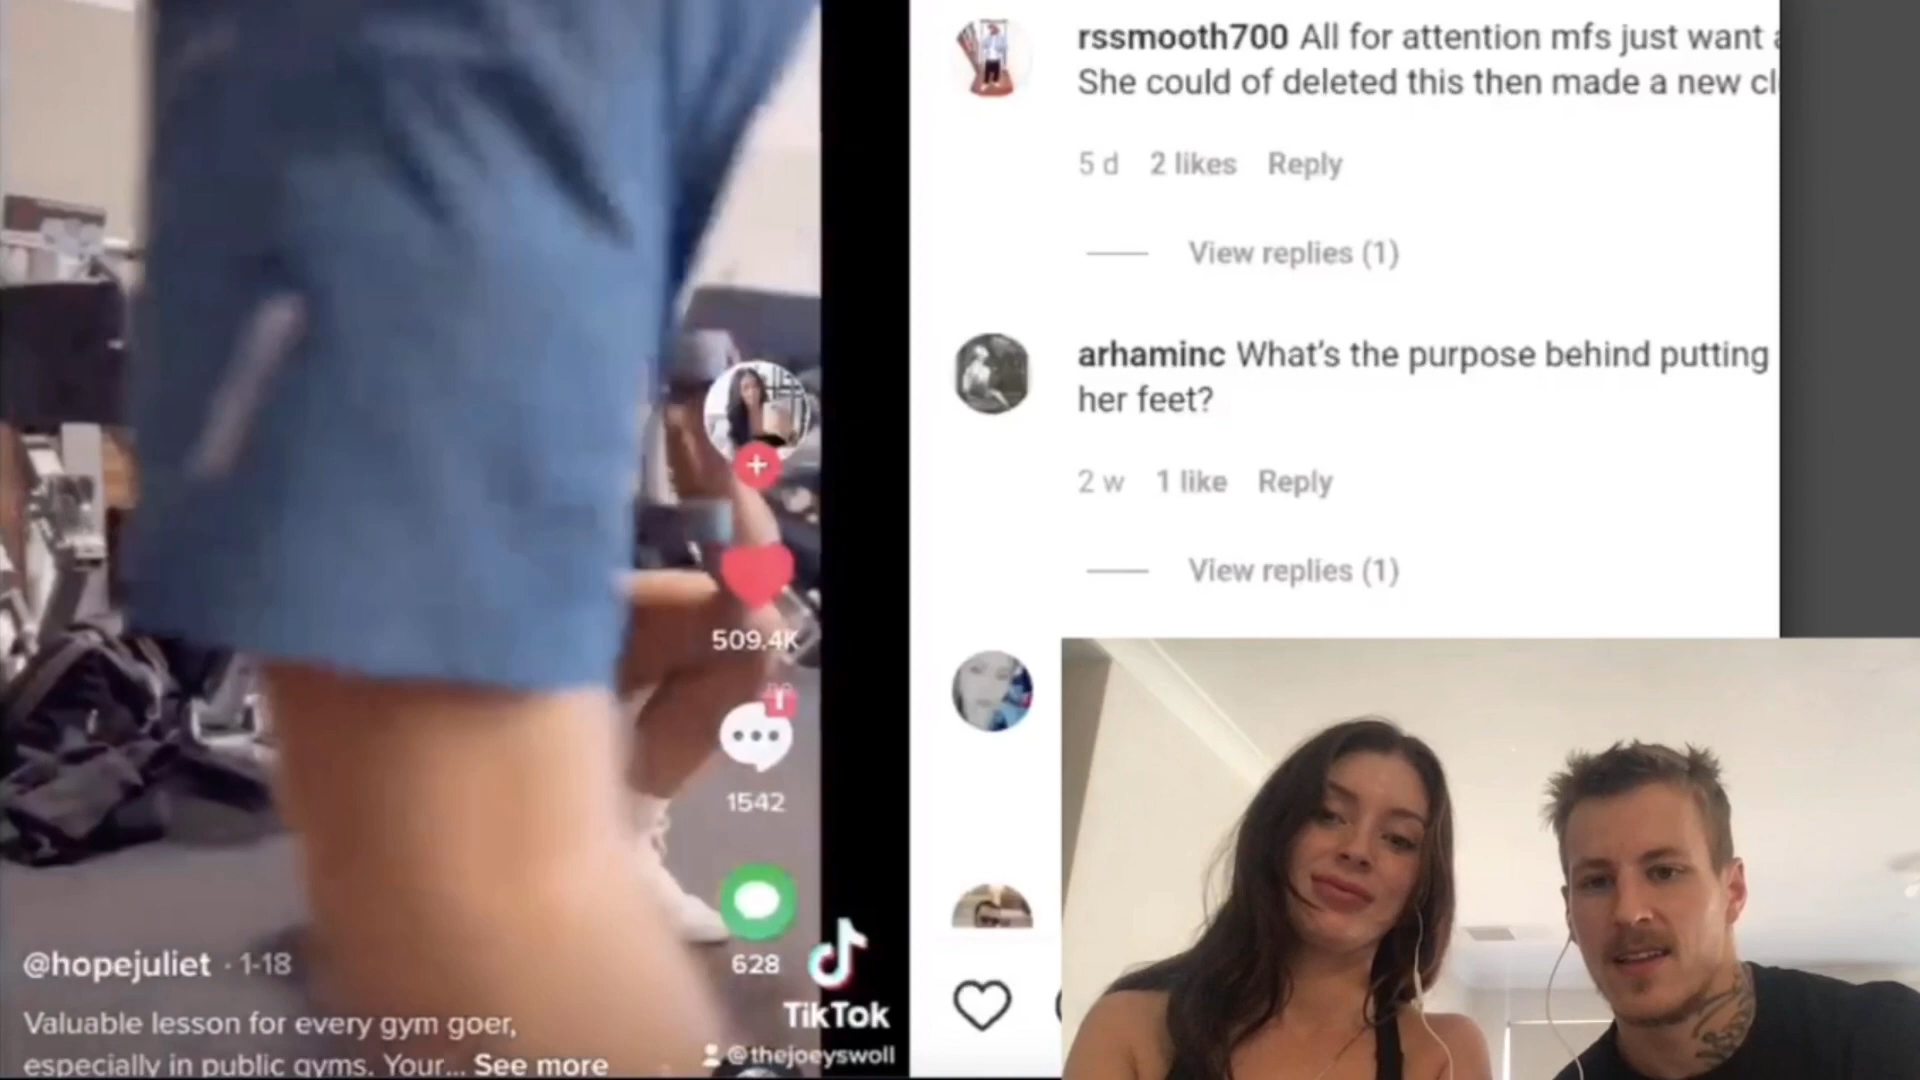 rssmooth700 All for attention mfs just want
She could of deleted this then made a new
5 d 2 likes Reply
View replies (1)
arhaminc What's the purpose behind putting
her feet?
2 w 1 like Reply
View replies (1)
509.4K
1542
628
@hopejuliet · 1-18
Valuable lesson for every gym goer,
especially in public gyms. Your... See more
TikTok
@thejoeyswoll